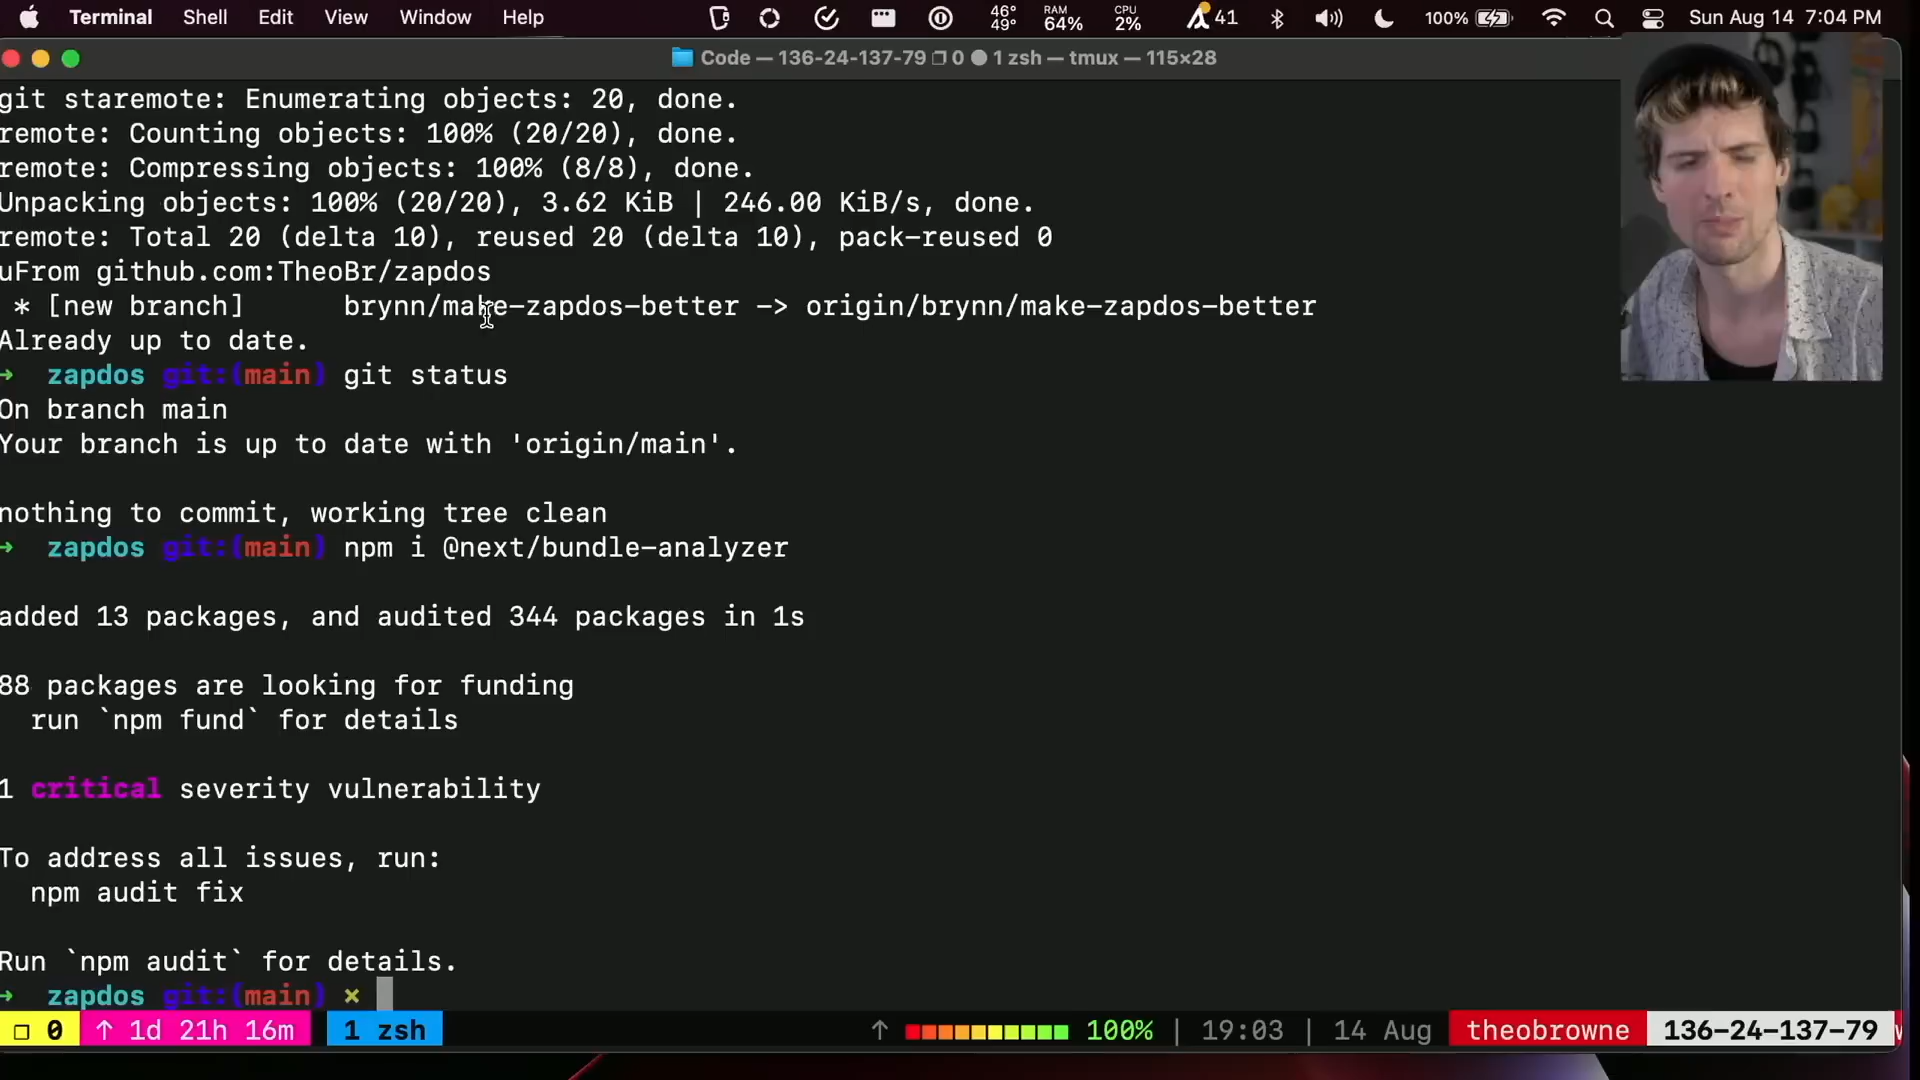 Terminal Shell Edit View Window Help 46° 49° RAM 64% CPU 2% 41 100% Sun Aug 14 7:04 PM
Code — 136-24-137-79 ❐ 0 ● 1 zsh — tmux — 115×28
git staremote: Enumerating objects: 20, done.
remote: Counting objects: 100% (20/20), done.
remote: Compressing objects: 100% (8/8), done.
Unpacking objects: 100% (20/20), 3.62 KiB | 246.00 KiB/s, done.
remote: Total 20 (delta 10), reused 20 (delta 10), pack-reused 0
uFrom github.com:TheoBr/zapdos
* [new branch] brynn/make-zapdos-better -> origin/brynn/make-zapdos-better
Already up to date.
➜ zapdos git:(main) git status
On branch main
Your branch is up to date with 'origin/main'.
nothing to commit, working tree clean
➜ zapdos git:(main) npm i @next/bundle-analyzer
added 13 packages, and audited 344 packages in 1s
88 packages are looking for funding
run `npm fund` for details
1 critical severity vulnerability
To address all issues, run:
npm audit fix
Run `npm audit` for details.
➜ zapdos git:(main) ×
❐ 0 ↑ 1d 21h 16m 1 zsh ↑ 100% | 19:03 | 14 Aug theobrowne 136-24-137-79